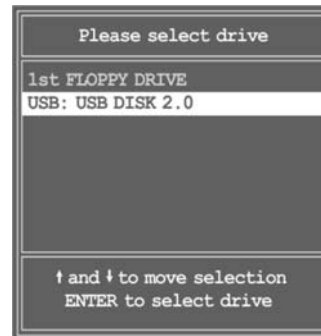 Please select drive
1st FLOPPY DRIVE
USB: USB DISK 2.0
↑ and ↓ to move selection
ENTER to select drive